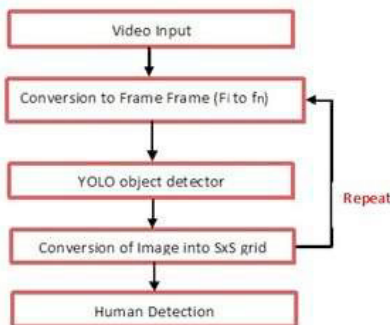 Video Input
Conversion to Frame Frame (Fi to fn)
YOLO object detector
Repeat
Conversion of Image into SxS grid
Human Detection